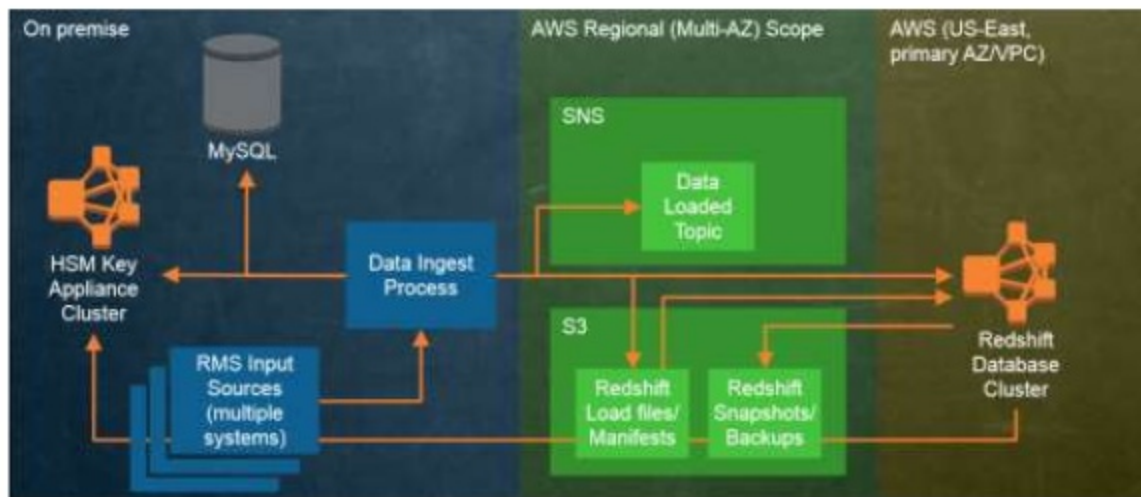 On premise
AWS Regional (Multi-AZ) Scope
AWS (US-East,
primary AZ/VPC)
MySQL
SNS
Data
Loaded
Topic
HSM Key
Appliance
Cluster
Data Ingest
Process
S3
Redshift
Database
Cluster
RMS Input
Sources
(multiple
systems)
Redshift
Load files/
Manifests
Redshift
Snapshots/
Backups